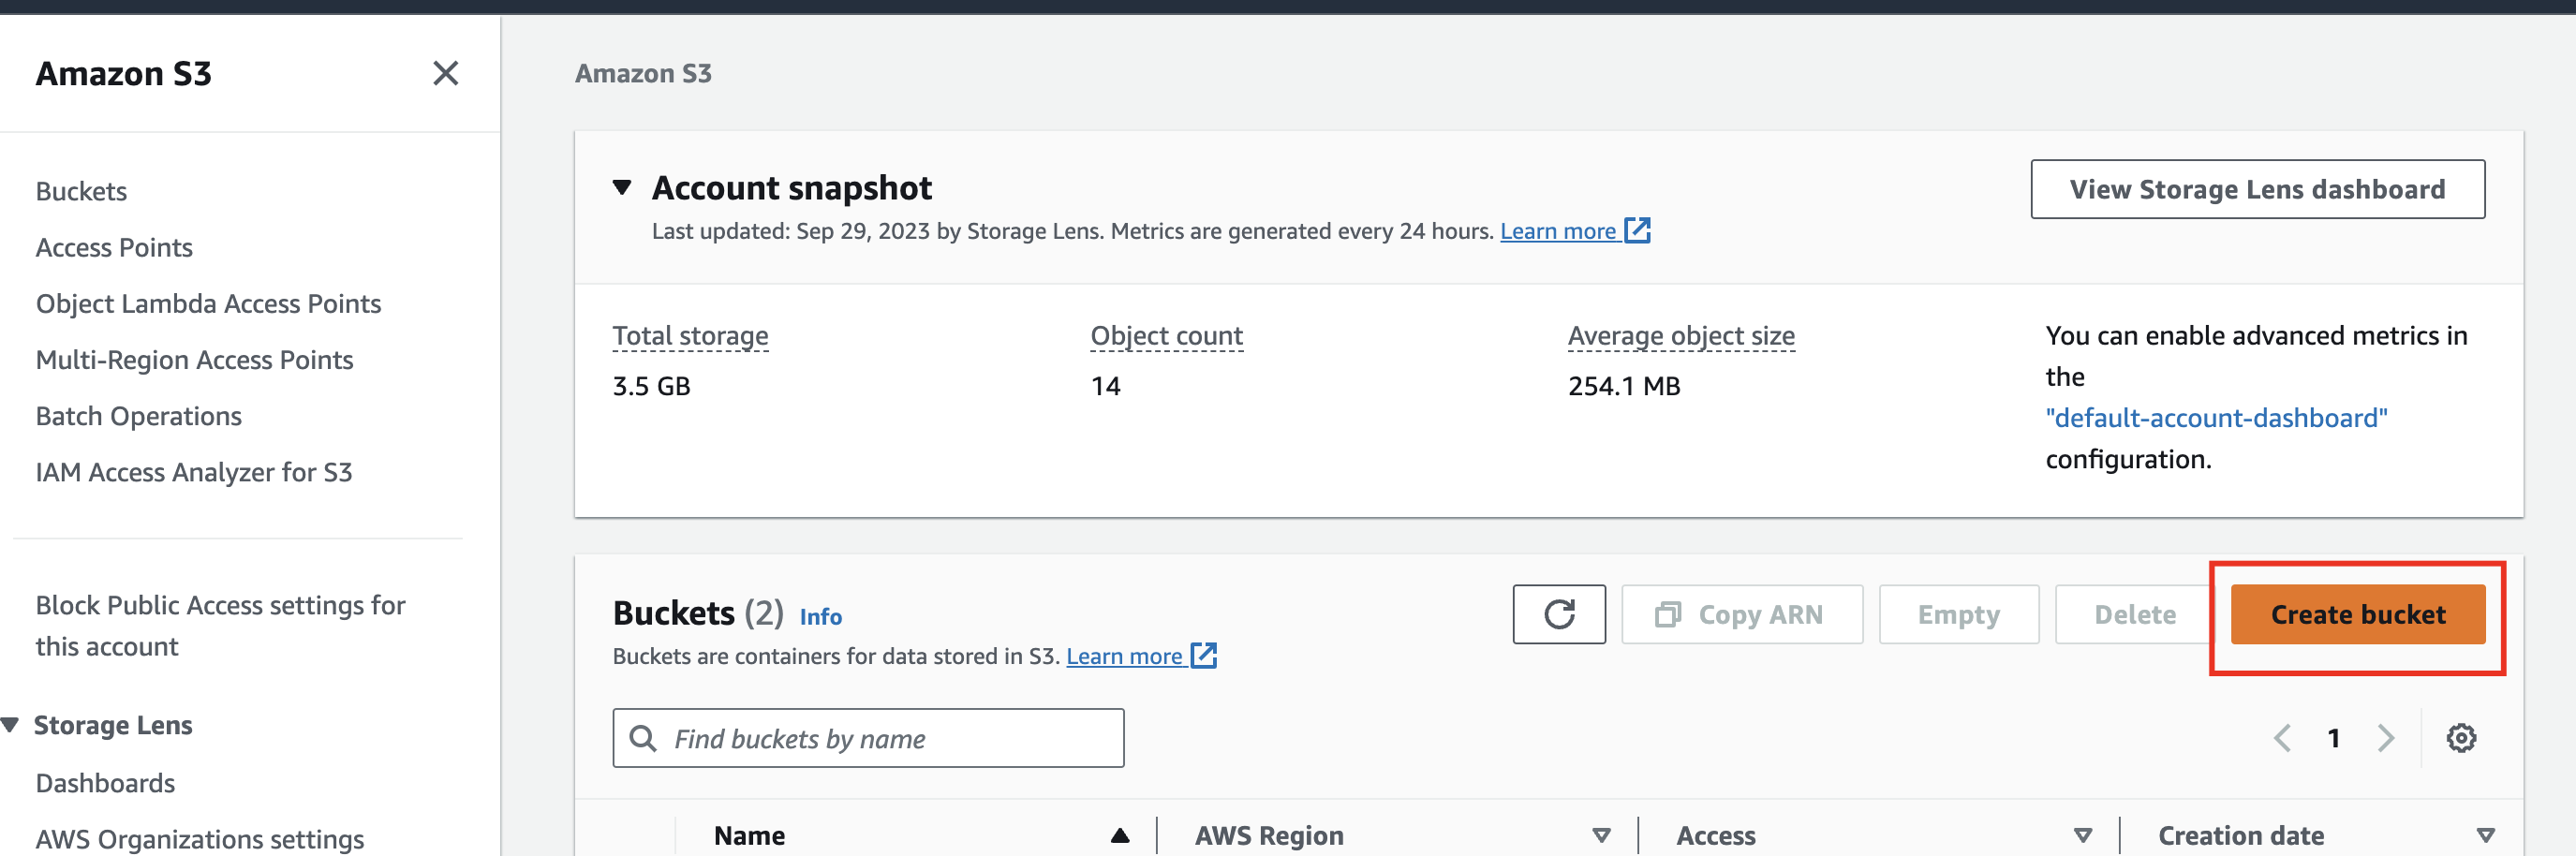 Amazon S3
Buckets
Access Points
Object Lambda Access Points
Multi-Region Access Points
Batch Operations
IAM Access Analyzer for S3
Block Public Access settings for
this account
Storage Lens
Dashboards
AWS Organizations settings
Amazon S3
Account snapshot
Last updated: Sep 29, 2023 by Storage Lens. Metrics are generated every 24 hours. Learn more
View Storage Lens dashboard
Total storage
3.5 GB
Object count
14
Average object size
254.1 MB
You can enable advanced metrics in
the
"default-account-dashboard"
configuration.
Buckets (2) Info
Buckets are containers for data stored in S3. Learn more
Copy ARN
Empty
Delete
Create bucket
Find buckets by name
1
Name
AWS Region
Access
Creation date